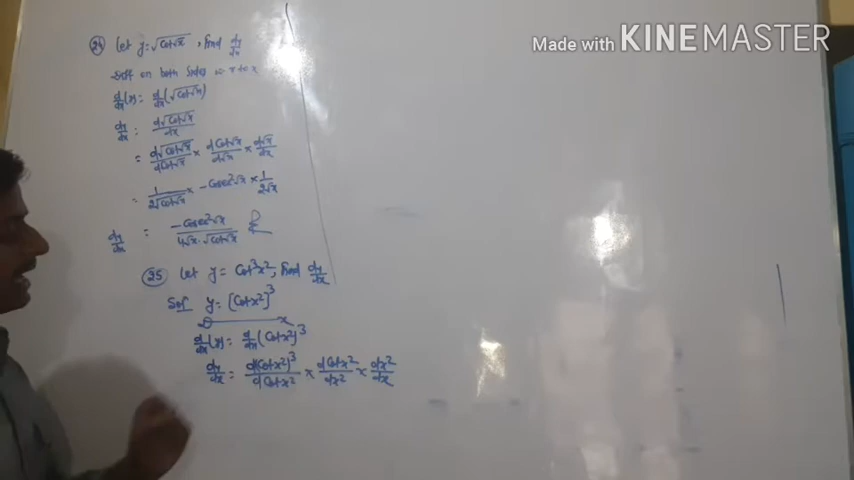 Made with KINEMASTER
24 Let y = √cot√x , find dy/dx
Diff on both sides w.r.to x
d/dx (y) = d/dx (√cot√x)
dy/dx = d√cot√x/dx
= d√cot√x/dcot√x × dcot√x/d√x × d√x/dx
= 1/2√cot√x × -cosec²√x × 1/2√x
dy/dx = -cosec²√x/4√x·√cot√x
25 Let y = cot³x², find dy/dx
Sol y = [cot x²]³
d/dx (y) = d/dx (cot x²)³
dy/dx = d(cot x²)³/d cot x² × d cot x²/dx² × dx²/dx